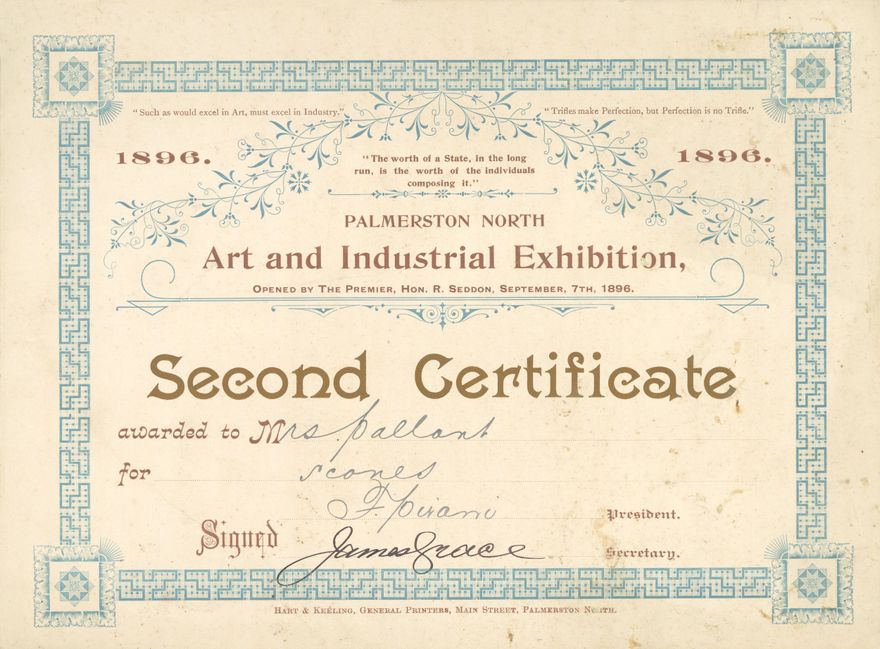 "Such as would excel in Art, must excel in Industry."
"Trifles make Perfection, but Perfection is no Trifle."
1896.
1896.
"The worth of a State, in the long
run, is the worth of the individuals
composing it."
PALMERSTON NORTH
Art and Industrial Exhibition,
OPENED BY THE PREMIER, HON. R. SEDDON, SEPTEMBER, 7TH, 1896.
Second Certificate
awarded to Mrs Pallant
for scones
F. Pirani President.
Signed
James Grace Secretary.
HART & KEELING, GENERAL PRINTERS, MAIN STREET, PALMERSTON NORTH.